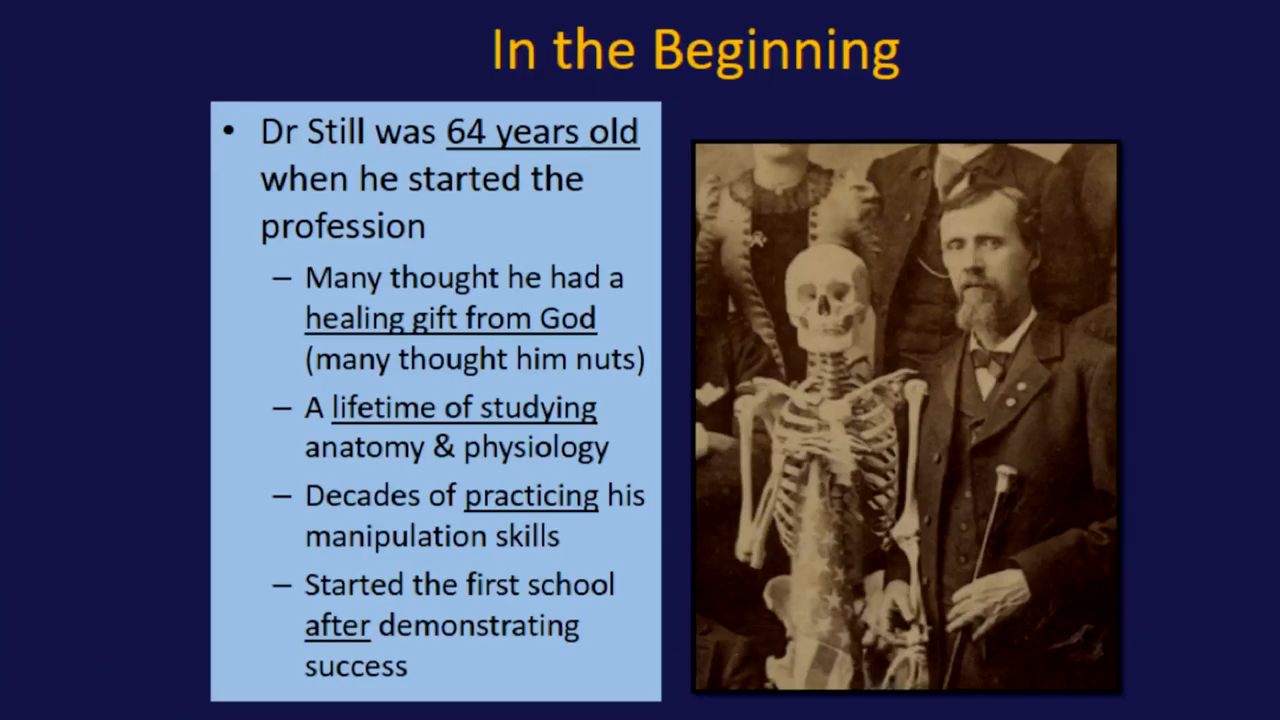 In the Beginning
• Dr Still was 64 years old
when he started the
profession
– Many thought he had a
healing gift from God
(many thought him nuts)
– A lifetime of studying
anatomy & physiology
– Decades of practicing his
manipulation skills
– Started the first school
after demonstrating
success